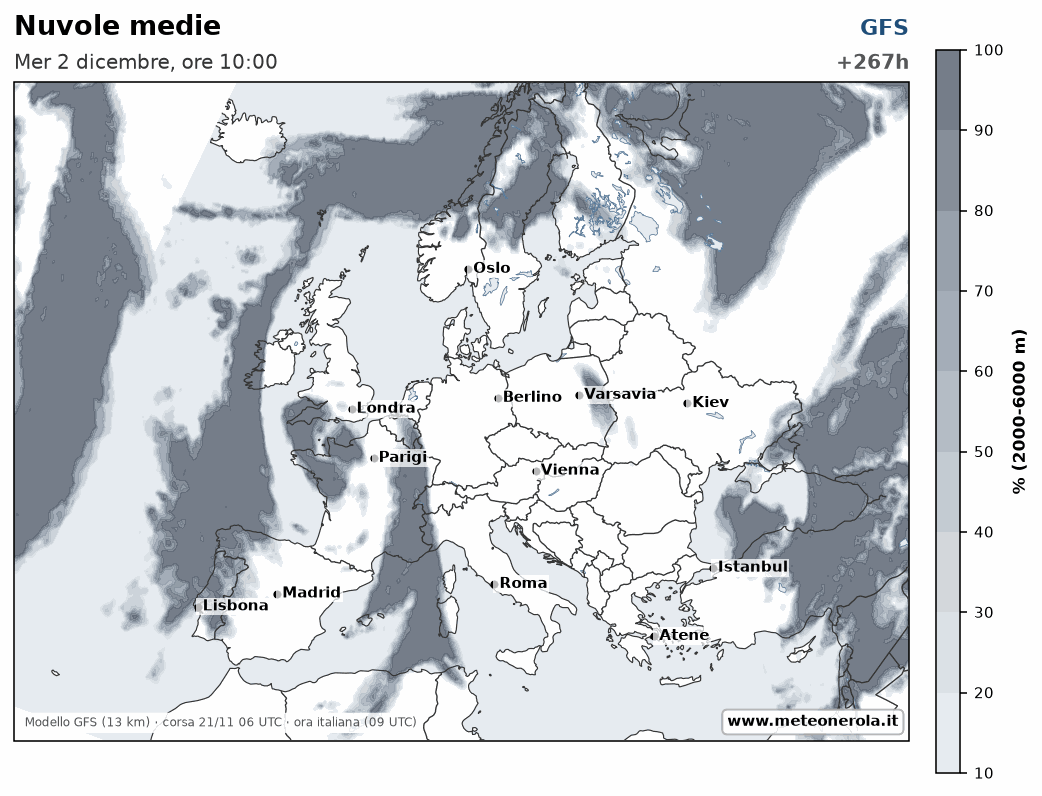 Nuvole medie
GFS
Mer 2 dicembre, ore 10:00
+267h
100
90
80
70
60
50
40
30
20
10
% (2000-6000 m)
Oslo
Londra
Berlino
Varsavia
Kiev
Parigi
Vienna
Istanbul
Roma
Madrid
Lisbona
Atene
Modello GFS (13 km) · corsa 21/11 06 UTC · ora italiana (09 UTC)
www.meteonerola.it